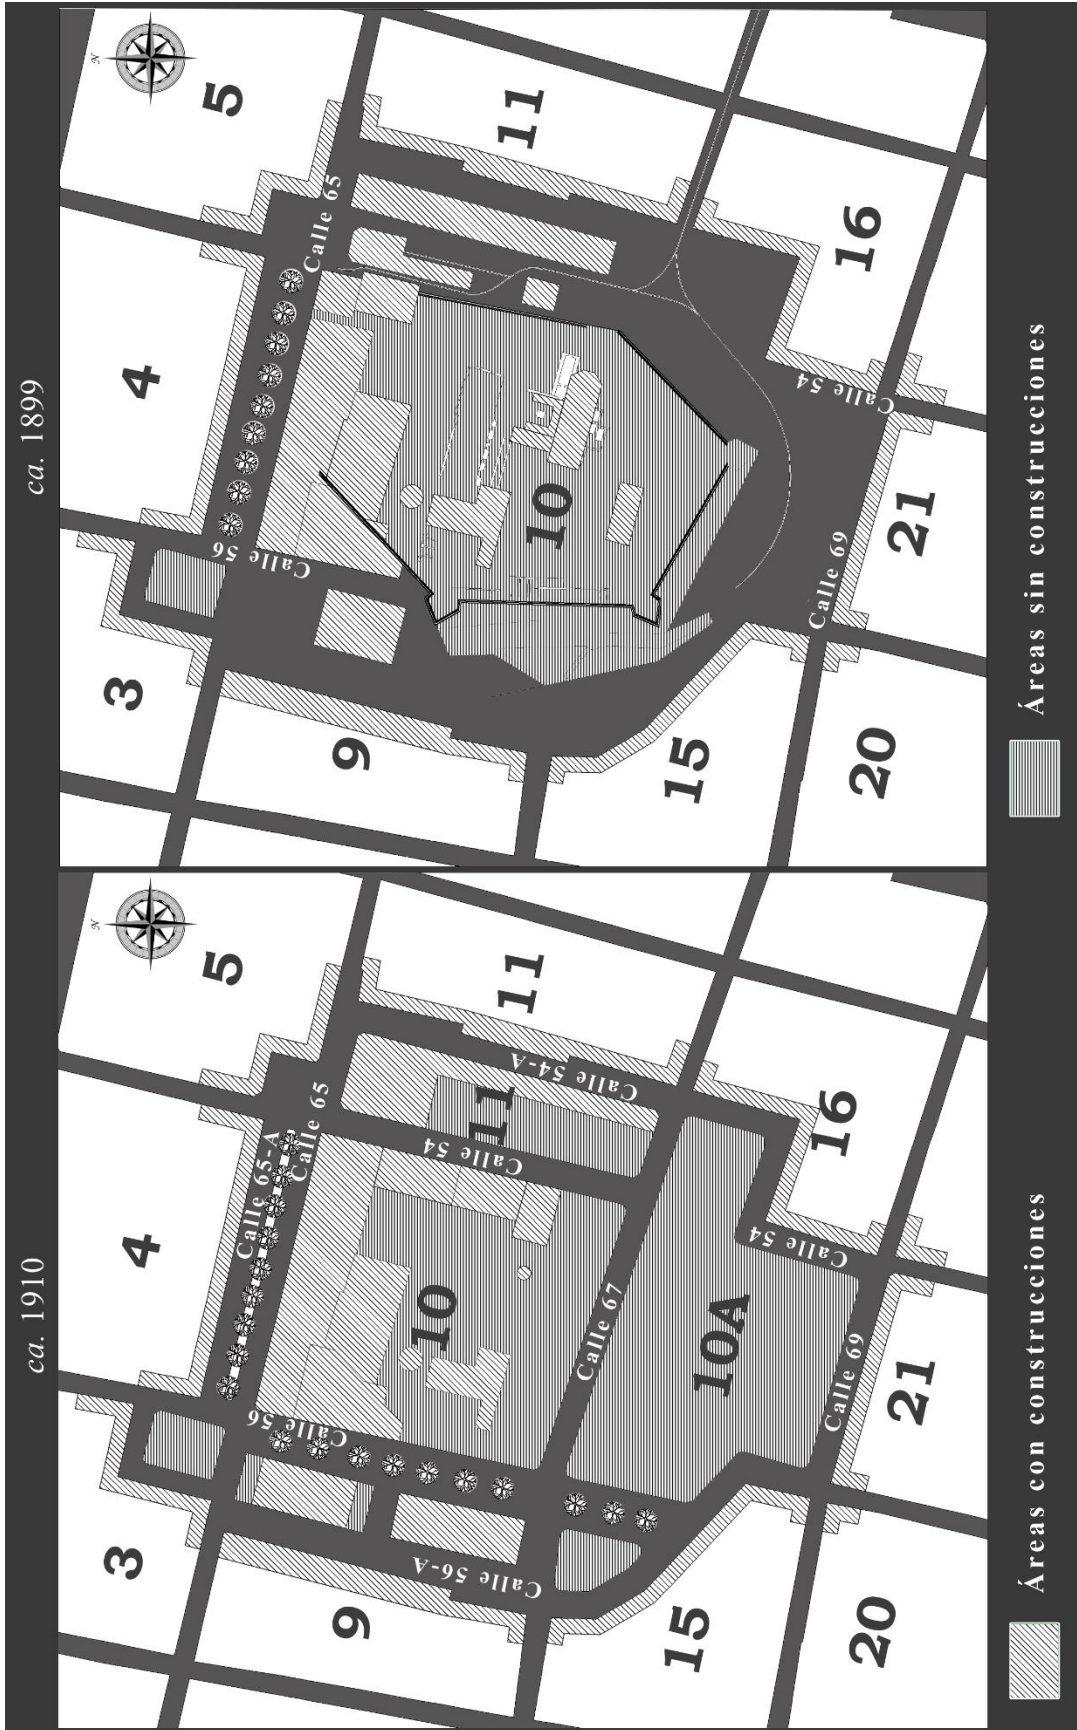 ca. 1910
N
5
4
3
11
Calle 65-A
Calle 65
Calle 56
Calle 54-A
11
Calle 54
10
9
Calle 56-A
Calle 67
16
Calle 54
10A
Calle 69
21
15
20
ca. 1899
N
5
4
3
11
Calle 65
Calle 56
9
10
16
Calle 54
21
Calle 69
15
20
Áreas con construcciones
Áreas sin construcciones